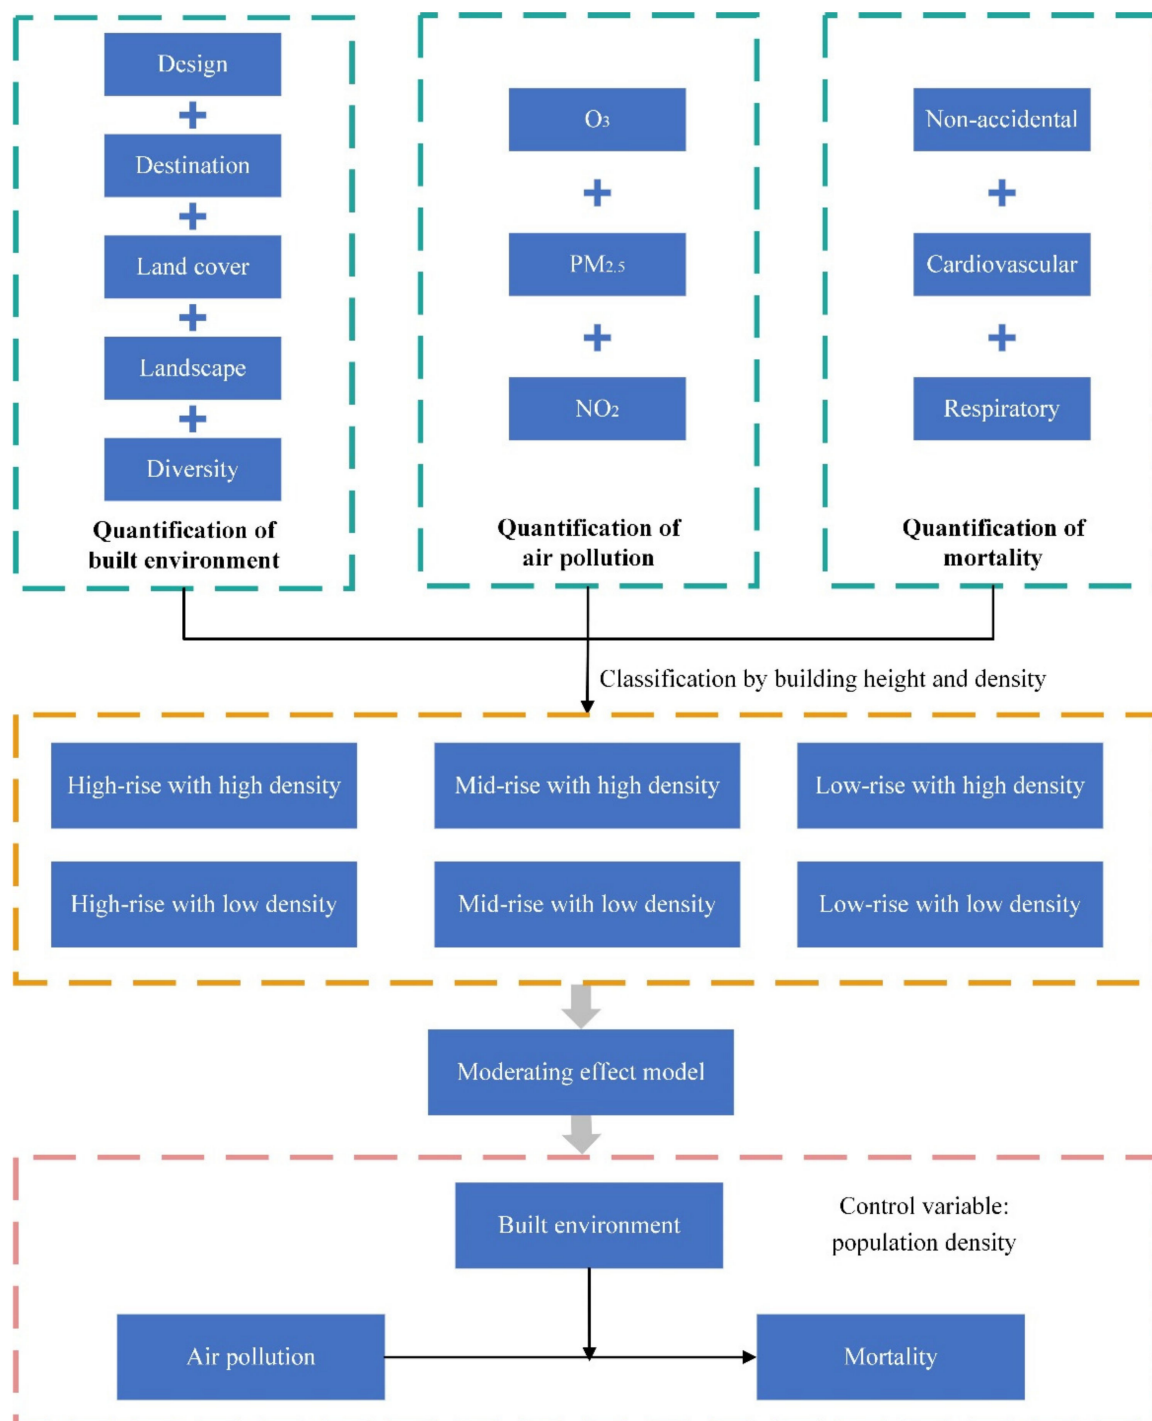 Design
Destination
Land cover
Landscape
Diversity
Quantification of
built environment
O₃
PM₂.₅
NO₂
Quantification of
air pollution
Non-accidental
Cardiovascular
Respiratory
Quantification of
mortality
Classification by building height and density
High-rise with high density
Mid-rise with high density
Low-rise with high density
High-rise with low density
Mid-rise with low density
Low-rise with low density
Moderating effect model
Built environment
Control variable:
population density
Air pollution
Mortality